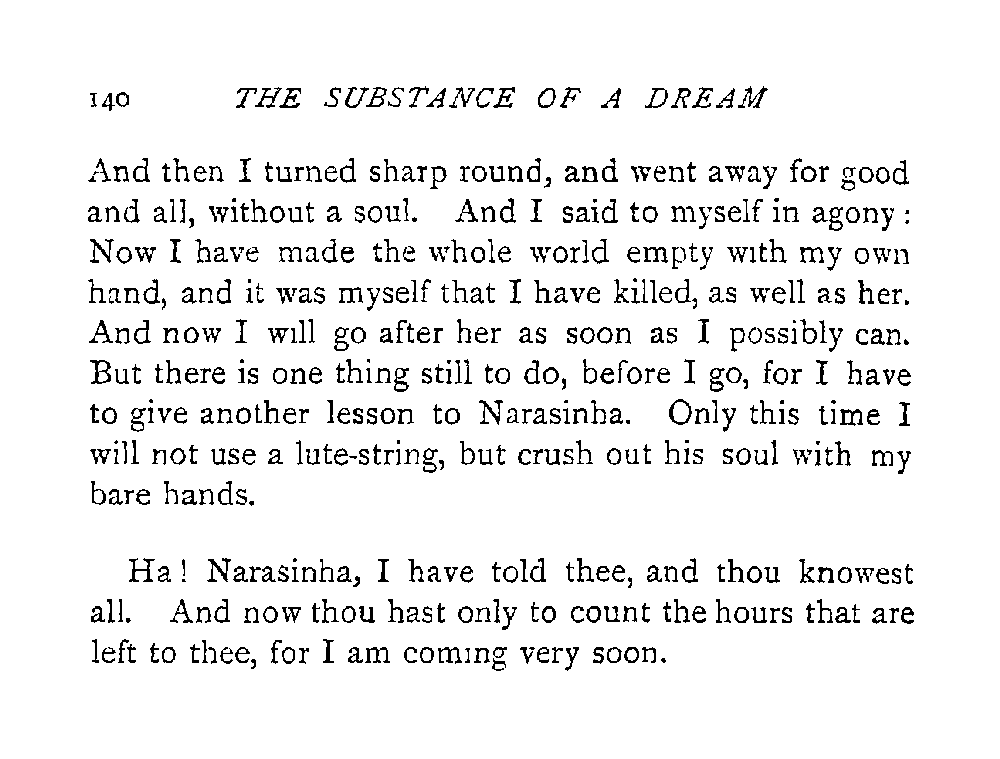 140 THE SUBSTANCE OF A DREAM
And then I turned sharp round, and went away for good
and all, without a soul. And I said to myself in agony :
Now I have made the whole world empty with my own
hand, and it was myself that I have killed, as well as her.
And now I will go after her as soon as I possibly can.
But there is one thing still to do, before I go, for I have
to give another lesson to Narasinha. Only this time I
will not use a lute-string, but crush out his soul with my
bare hands.
Ha ! Narasinha, I have told thee, and thou knowest
all. And now thou hast only to count the hours that are
left to thee, for I am coming very soon.